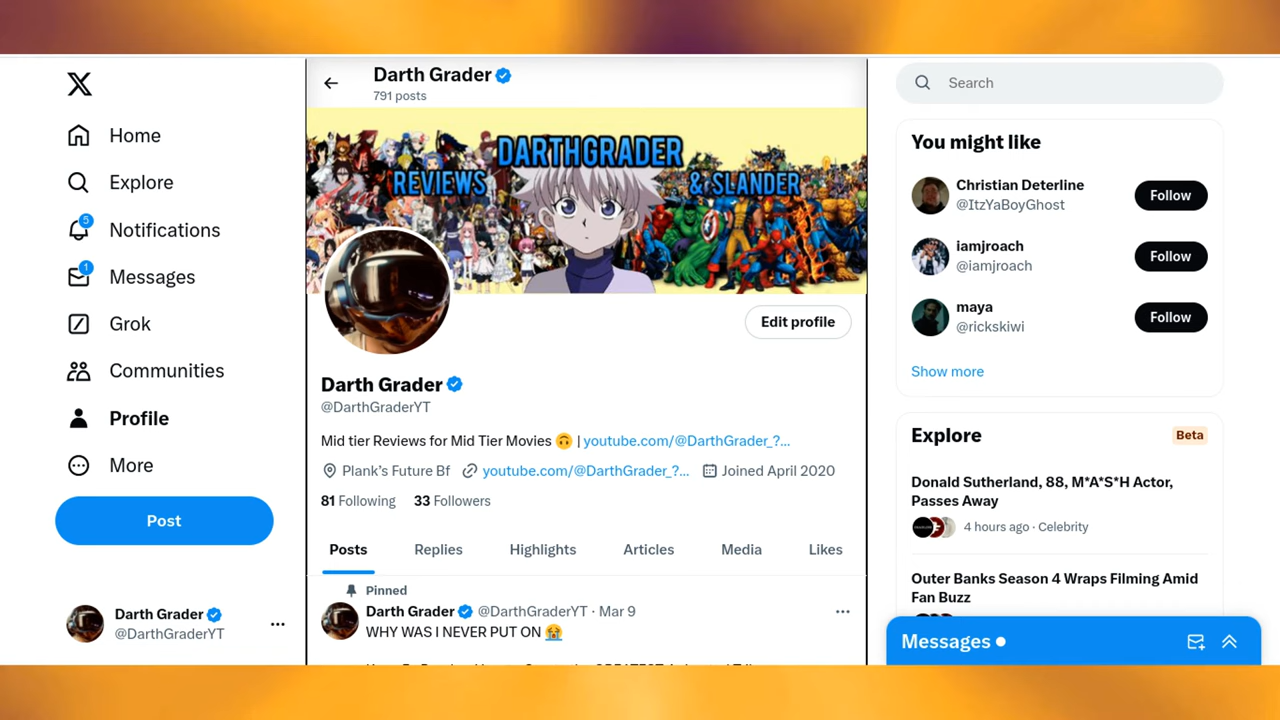 Home
Explore
Notifications
5
Messages
1
Grok
Communities
Profile
More
Post
Darth Grader
@DarthGraderYT
Darth Grader
791 posts
DARTHGRADER
REVIEWS & SLANDER
Edit profile
Darth Grader
@DarthGraderYT
Mid tier Reviews for Mid Tier Movies 🙃 | youtube.com/@DarthGrader_?...
Plank’s Future Bf youtube.com/@DarthGrader_?... Joined April 2020
81 Following 33 Followers
Posts Replies Highlights Articles Media Likes
Pinned
Darth Grader @DarthGraderYT · Mar 9
WHY WAS I NEVER PUT ON 😭
Search
You might like
Christian Deterline
@ItzYaBoyGhost
Follow
iamjroach
@iamjroach
Follow
maya
@rickskiwi
Follow
Show more
Explore
Beta
Donald Sutherland, 88, M*A*S*H Actor,
Passes Away
4 hours ago · Celebrity
Outer Banks Season 4 Wraps Filming Amid
Fan Buzz
Messages